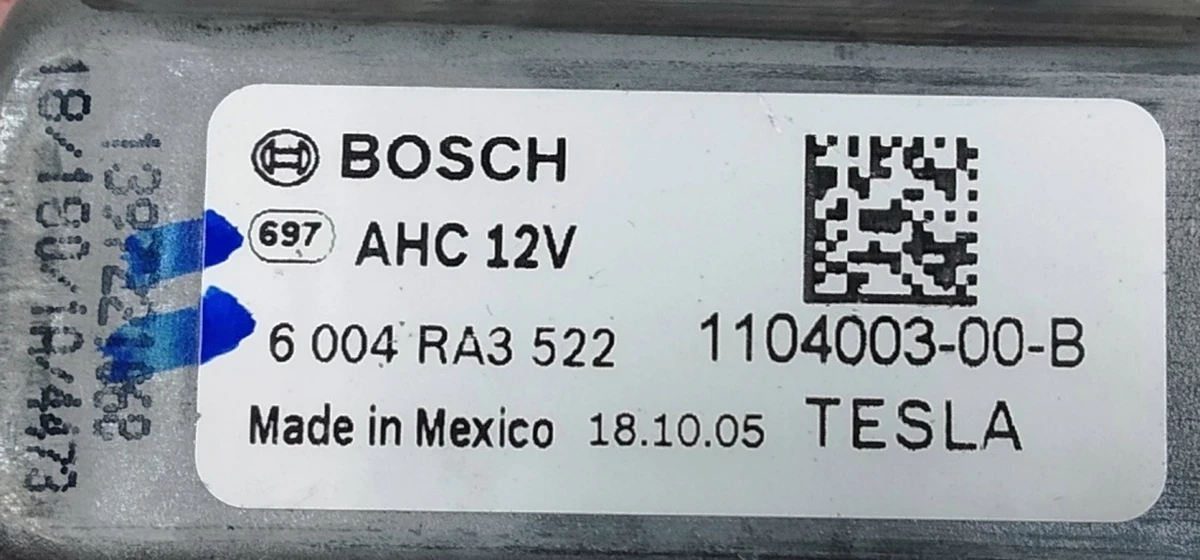 BOSCH
697 AHC 12V
6 004 RA3 522 1104003-00-B
Made in Mexico 18.10.05 TESLA